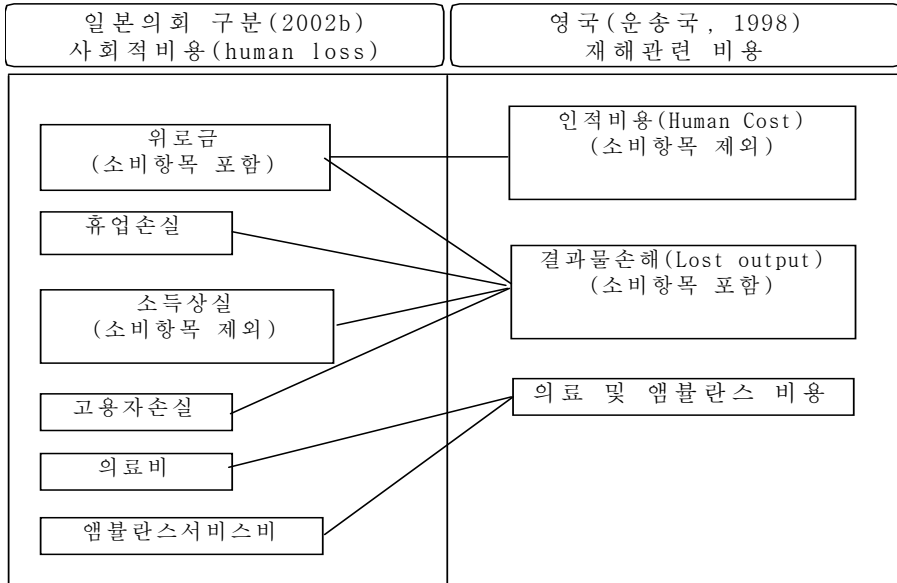 일본의회 구분(2002b)
사회적비용(human loss)
영국(운송국, 1998)
재해관련 비용
위로금
(소비항목 포함)
휴업손실
소득상실
(소비항목 제외)
고용자손실
의료비
앰뷸란스서비스비
인적비용(Human Cost)
(소비항목 제외)
결과물손해(Lost output)
(소비항목 포함)
의료 및 앰뷸란스 비용